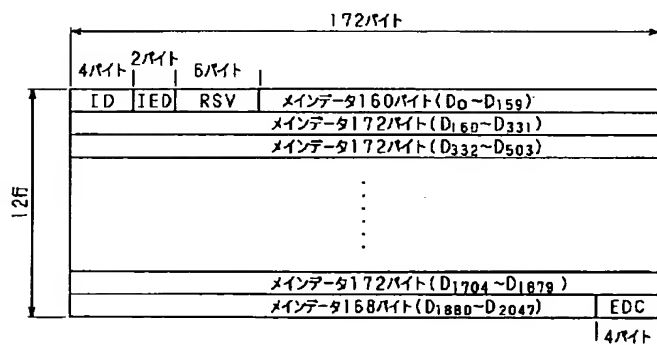 172バイト
4バイト 2バイト 6バイト
ID IED RSV メインデータ160バイト(D0~D159)
メインデータ172バイト(D160~D331)
メインデータ172バイト(D332~D503)
12行
メインデータ172バイト(D1704~D1879)
メインデータ168バイト(D1880~D2047) EDC
4バイト